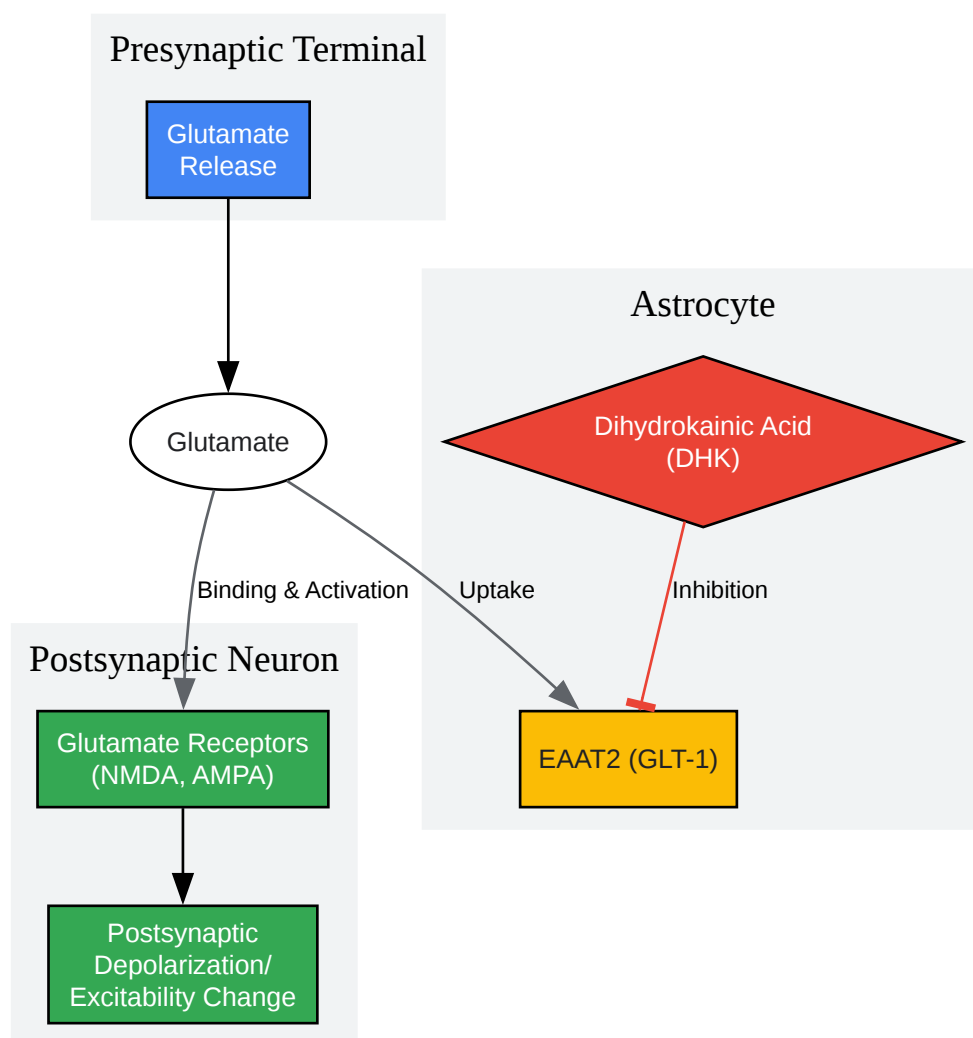 Presynaptic Terminal
Glutamate
Release
Astrocyte
Dihydrokainic Acid
(DHK)
Glutamate
Binding & Activation
Uptake
Inhibition
Postsynaptic Neuron
Glutamate Receptors
(NMDA, AMPA)
EAAT2 (GLT-1)
Postsynaptic
Depolarization/
Excitability Change